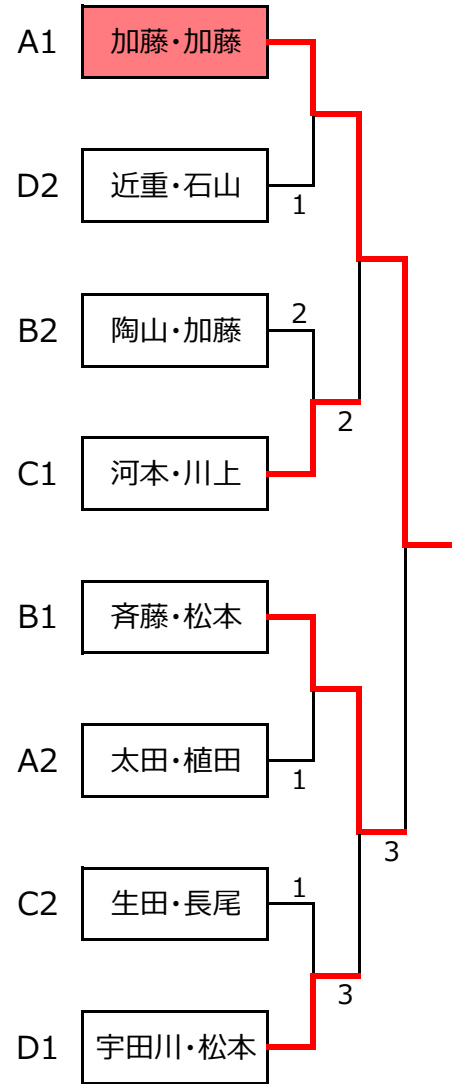 A1 加藤・加藤
D2 近重・石山
1
B2 陶山・加藤
2
2
C1 河本・川上
B1 斉藤・松本
A2 太田・植田
1
3
C2 生田・長尾
1
3
D1 宇田川・松本